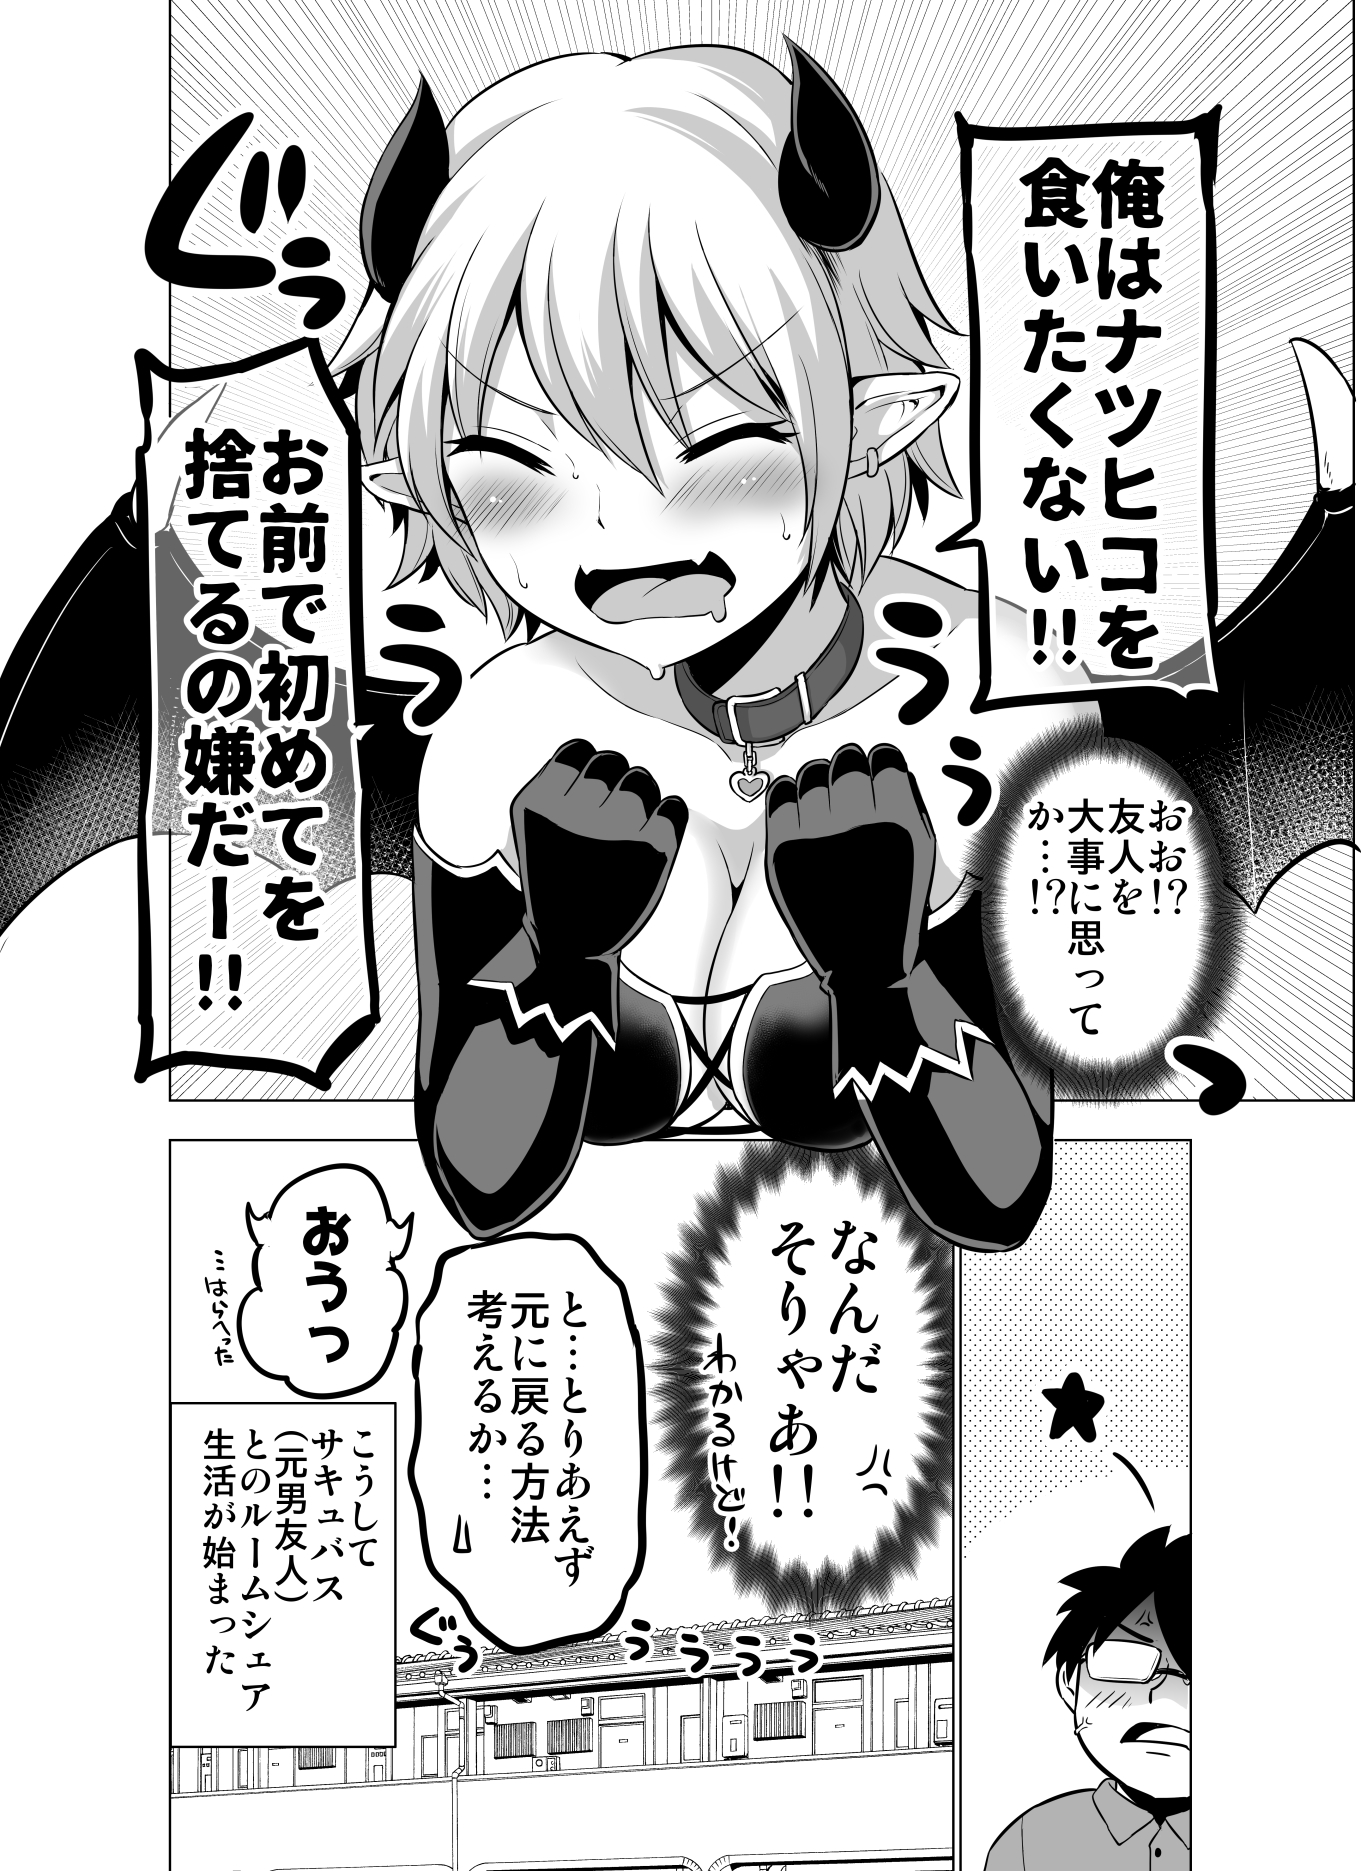 俺はナツヒコを
食いたくない!!
おお!?
友人を
大事に思って
か…!?
ぐぅ
お前で初めてを
捨てるの嫌だー!!
ぅ
ぅ
ぅ
っ
なんだ
そりゃあ!!
わかるけど!
と…とりあえず
元に戻る方法
考えるか…
おうっ
…はらへった
ぐぅ
ぅぅぅぅ
こうして
サキュバス
(元男友人)
とのルームシェア
生活が始まった